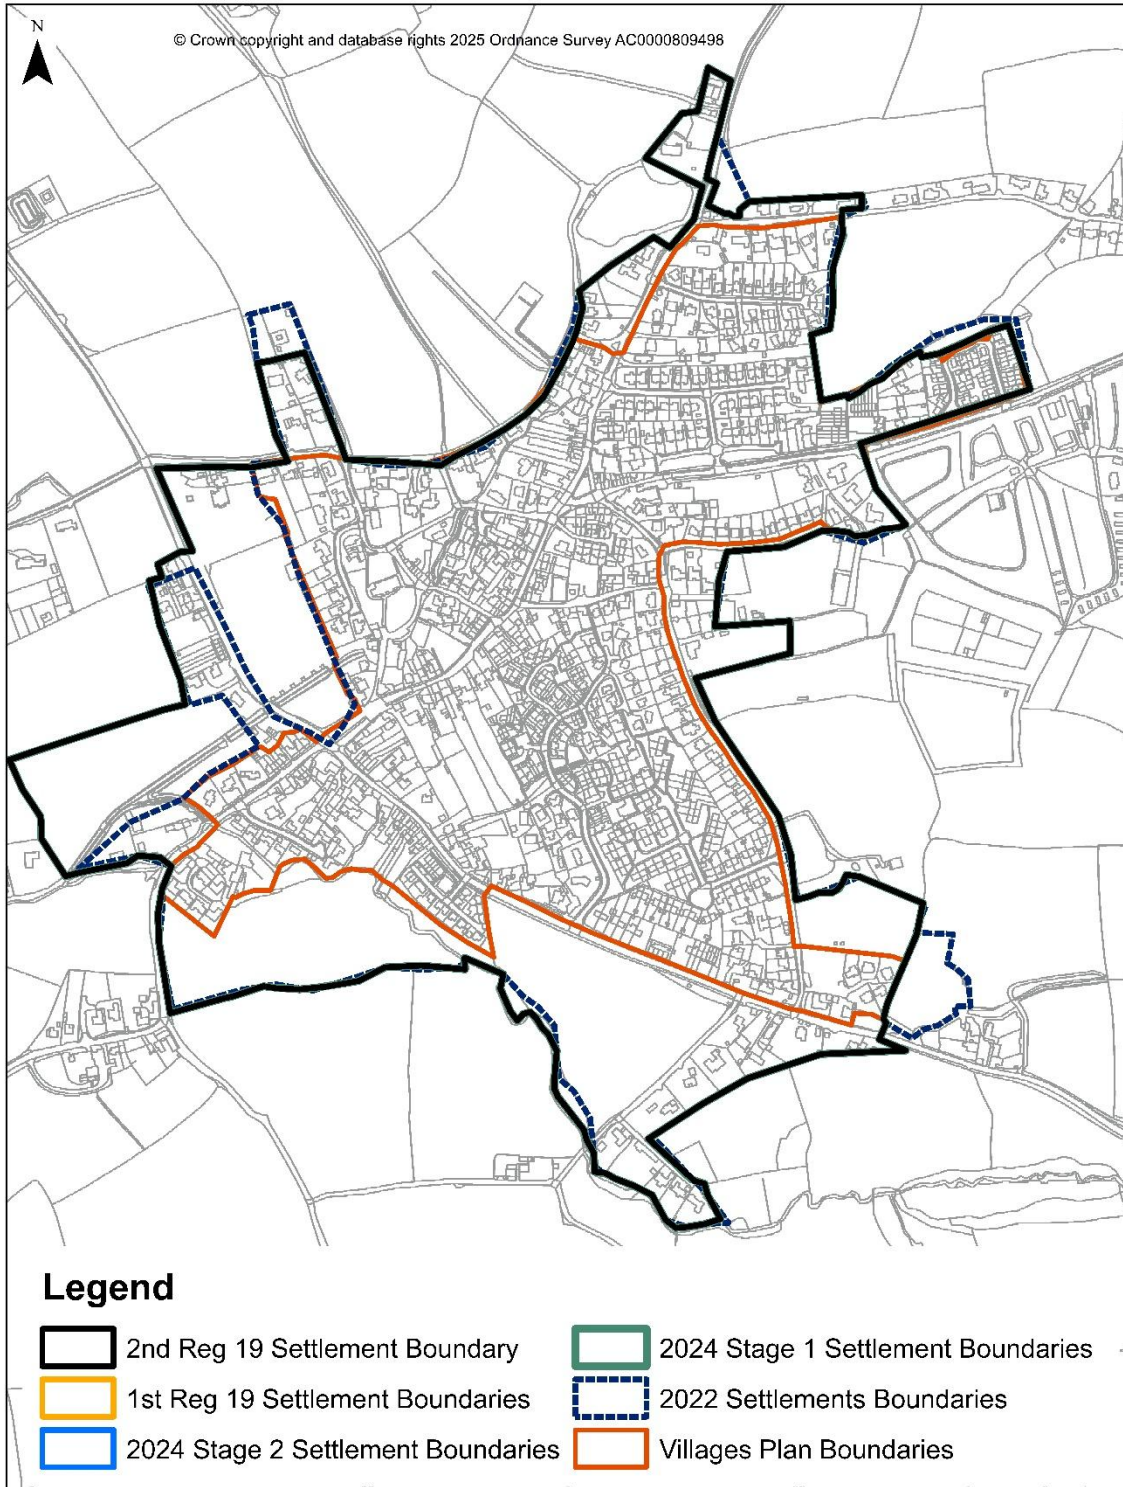 N
© Crown copyright and database rights 2025 Ordnance Survey AC0000809498
Legend
2nd Reg 19 Settlement Boundary
1st Reg 19 Settlement Boundaries
2024 Stage 2 Settlement Boundaries
2024 Stage 1 Settlement Boundaries
2022 Settlements Boundaries
Villages Plan Boundaries